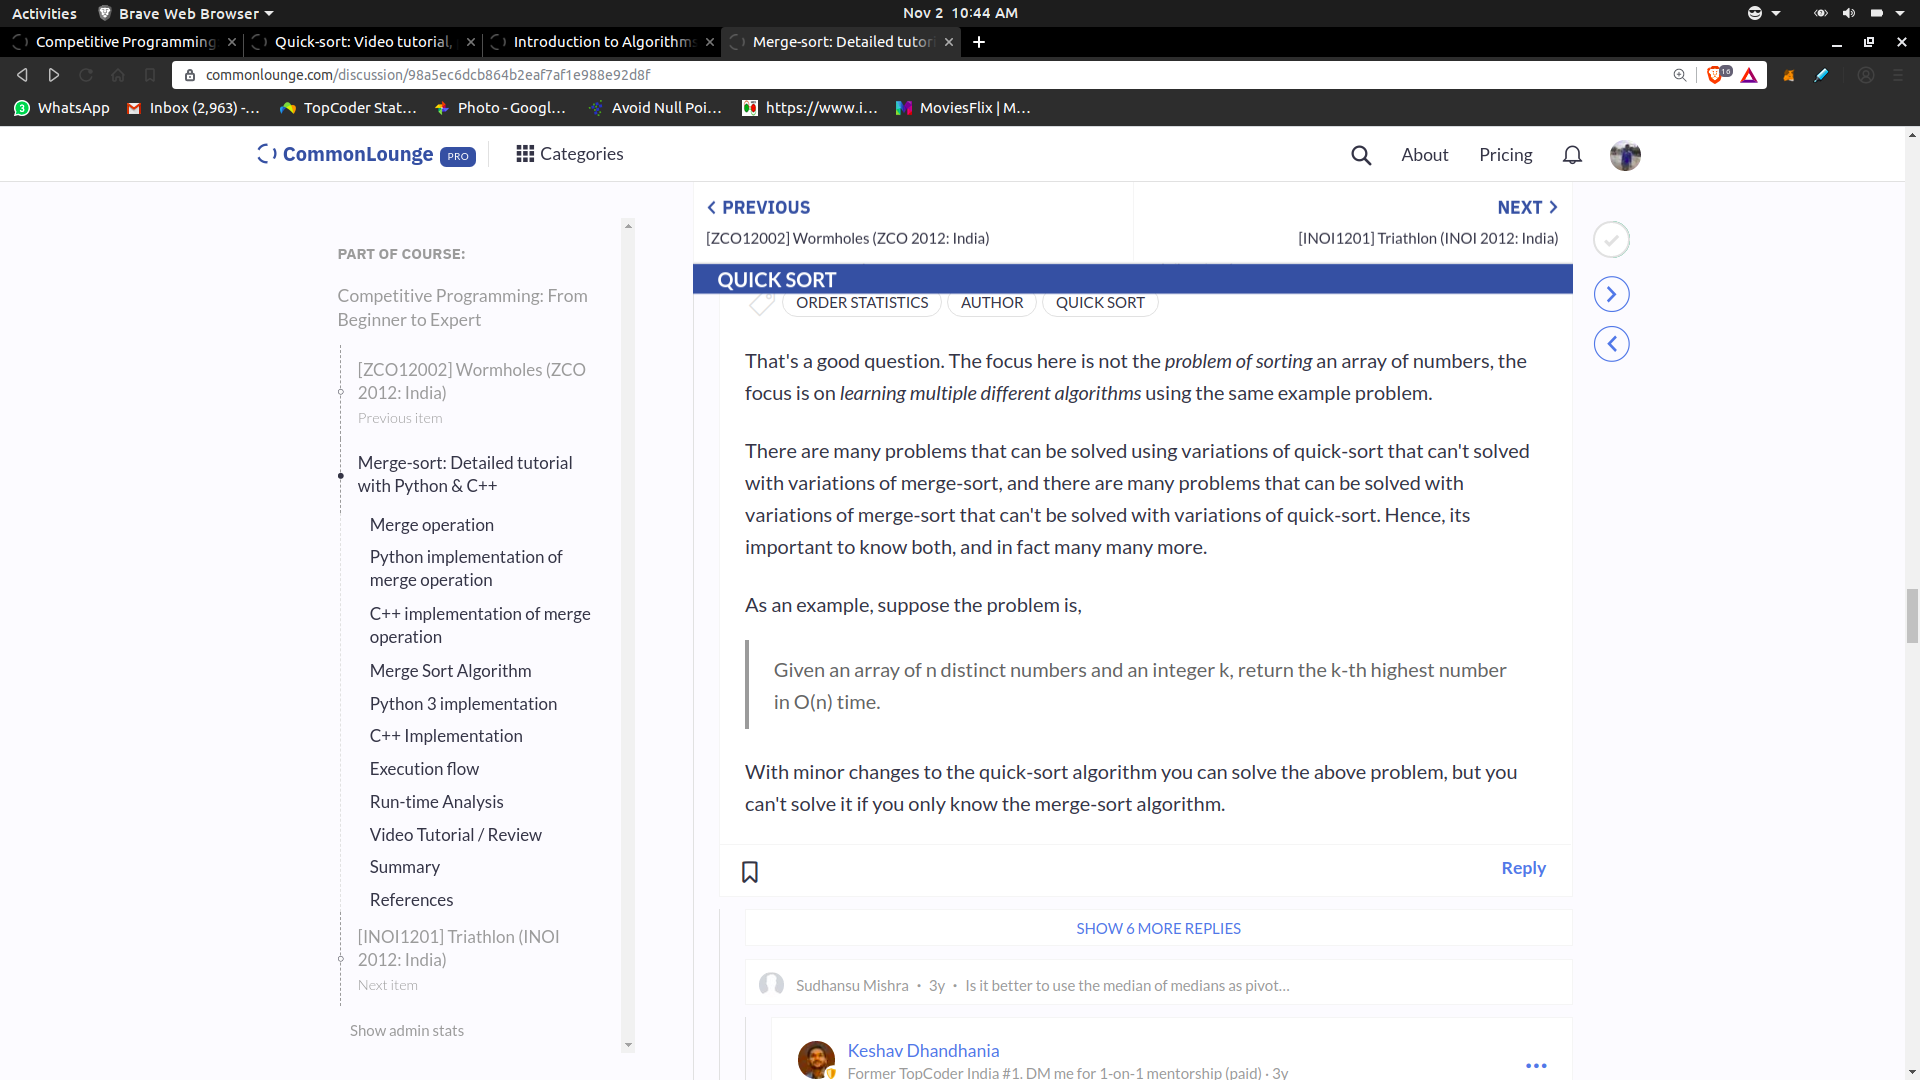 Activities
Brave Web Browser
Nov 2 10:44 AM
Competitive Programming
Quick-sort: Video tutorial,
Introduction to Algorithms
Merge-sort: Detailed tutori
commonlounge.com/discussion/98a5ec6dcb864b2eaf7af1e988e92d8f
16
3 WhatsApp
Inbox (2,963) -...
TopCoder Stat...
Photo - Googl...
Avoid Null Poi...
https://www.i...
MoviesFlix | M...
CommonLounge PRO
Categories
About
Pricing
PREVIOUS
NEXT
[ZCO12002] Wormholes (ZCO 2012: India)
[INOI1201] Triathlon (INOI 2012: India)
PART OF COURSE:
Competitive Programming: From
Beginner to Expert
[ZCO12002] Wormholes (ZCO
2012: India)
Previous item
Merge-sort: Detailed tutorial
with Python & C++
Merge operation
Python implementation of
merge operation
C++ implementation of merge
operation
Merge Sort Algorithm
Python 3 implementation
C++ Implementation
Execution flow
Run-time Analysis
Video Tutorial / Review
Summary
References
[INOI1201] Triathlon (INOI
2012: India)
Next item
Show admin stats
QUICK SORT
ORDER STATISTICS
AUTHOR
QUICK SORT
That's a good question. The focus here is not the problem of sorting an array of numbers, the
focus is on learning multiple different algorithms using the same example problem.
There are many problems that can be solved using variations of quick-sort that can't solved
with variations of merge-sort, and there are many problems that can be solved with
variations of merge-sort that can't be solved with variations of quick-sort. Hence, its
important to know both, and in fact many many more.
As an example, suppose the problem is,
Given an array of n distinct numbers and an integer k, return the k-th highest number
in O(n) time.
With minor changes to the quick-sort algorithm you can solve the above problem, but you
can't solve it if you only know the merge-sort algorithm.
Reply
SHOW 6 MORE REPLIES
Sudhansu Mishra • 3y • Is it better to use the median of medians as pivot...
Keshav Dhandhania
Former TopCoder India #1. DM me for 1-on-1 mentorship (paid) · 3y